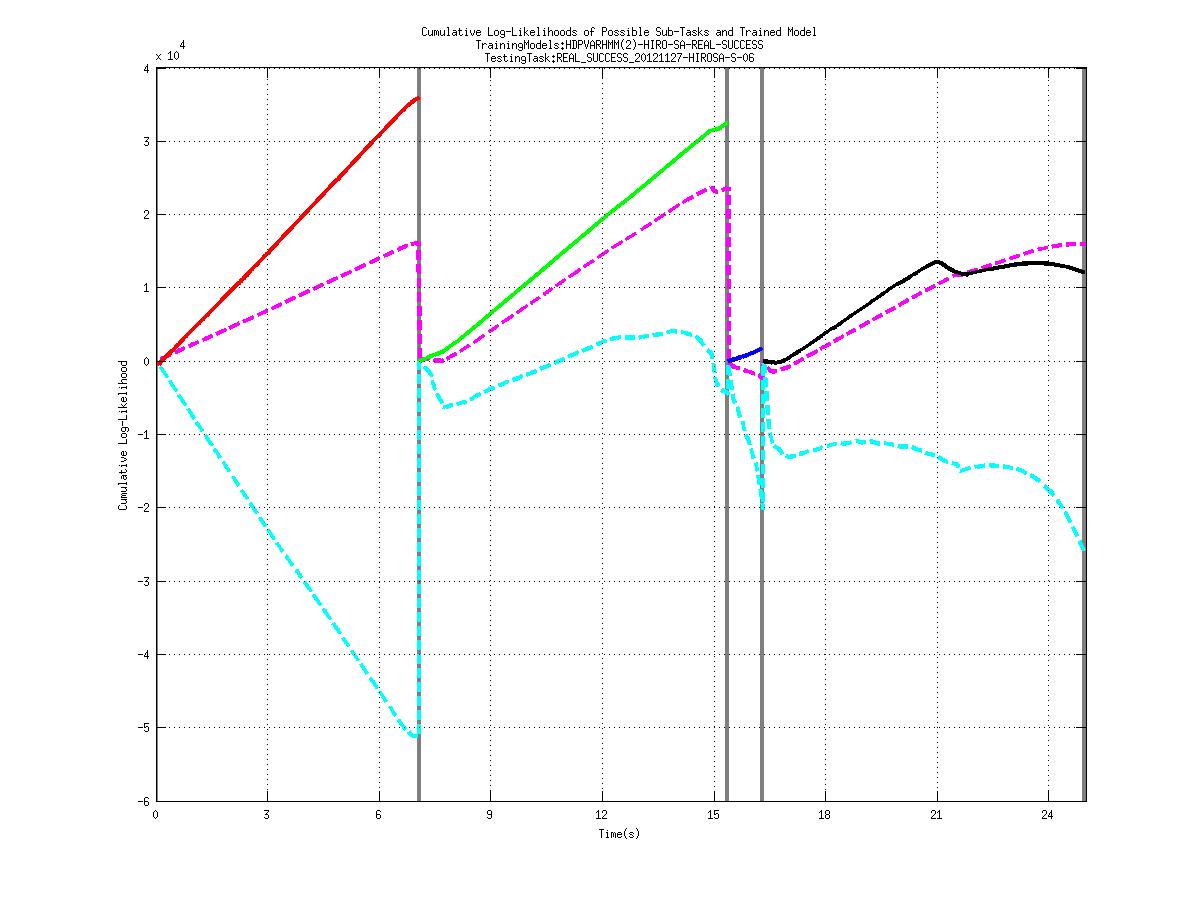 Cumulative Log-Likelihoods of Possible Sub-Tasks and Trained Model
TrainingModels:HDPVARHMM(2)-HIRO-SA-REAL-SUCCESS
TestingTask:REAL_SUCCESS_20121127-HIROSA-S-06
x 10^4
4
3
2
1
0
-1
-2
-3
-4
-5
-6
Cumulative Log-Likelihood
0 3 6 9 12 15 18 21 24
Time(s)